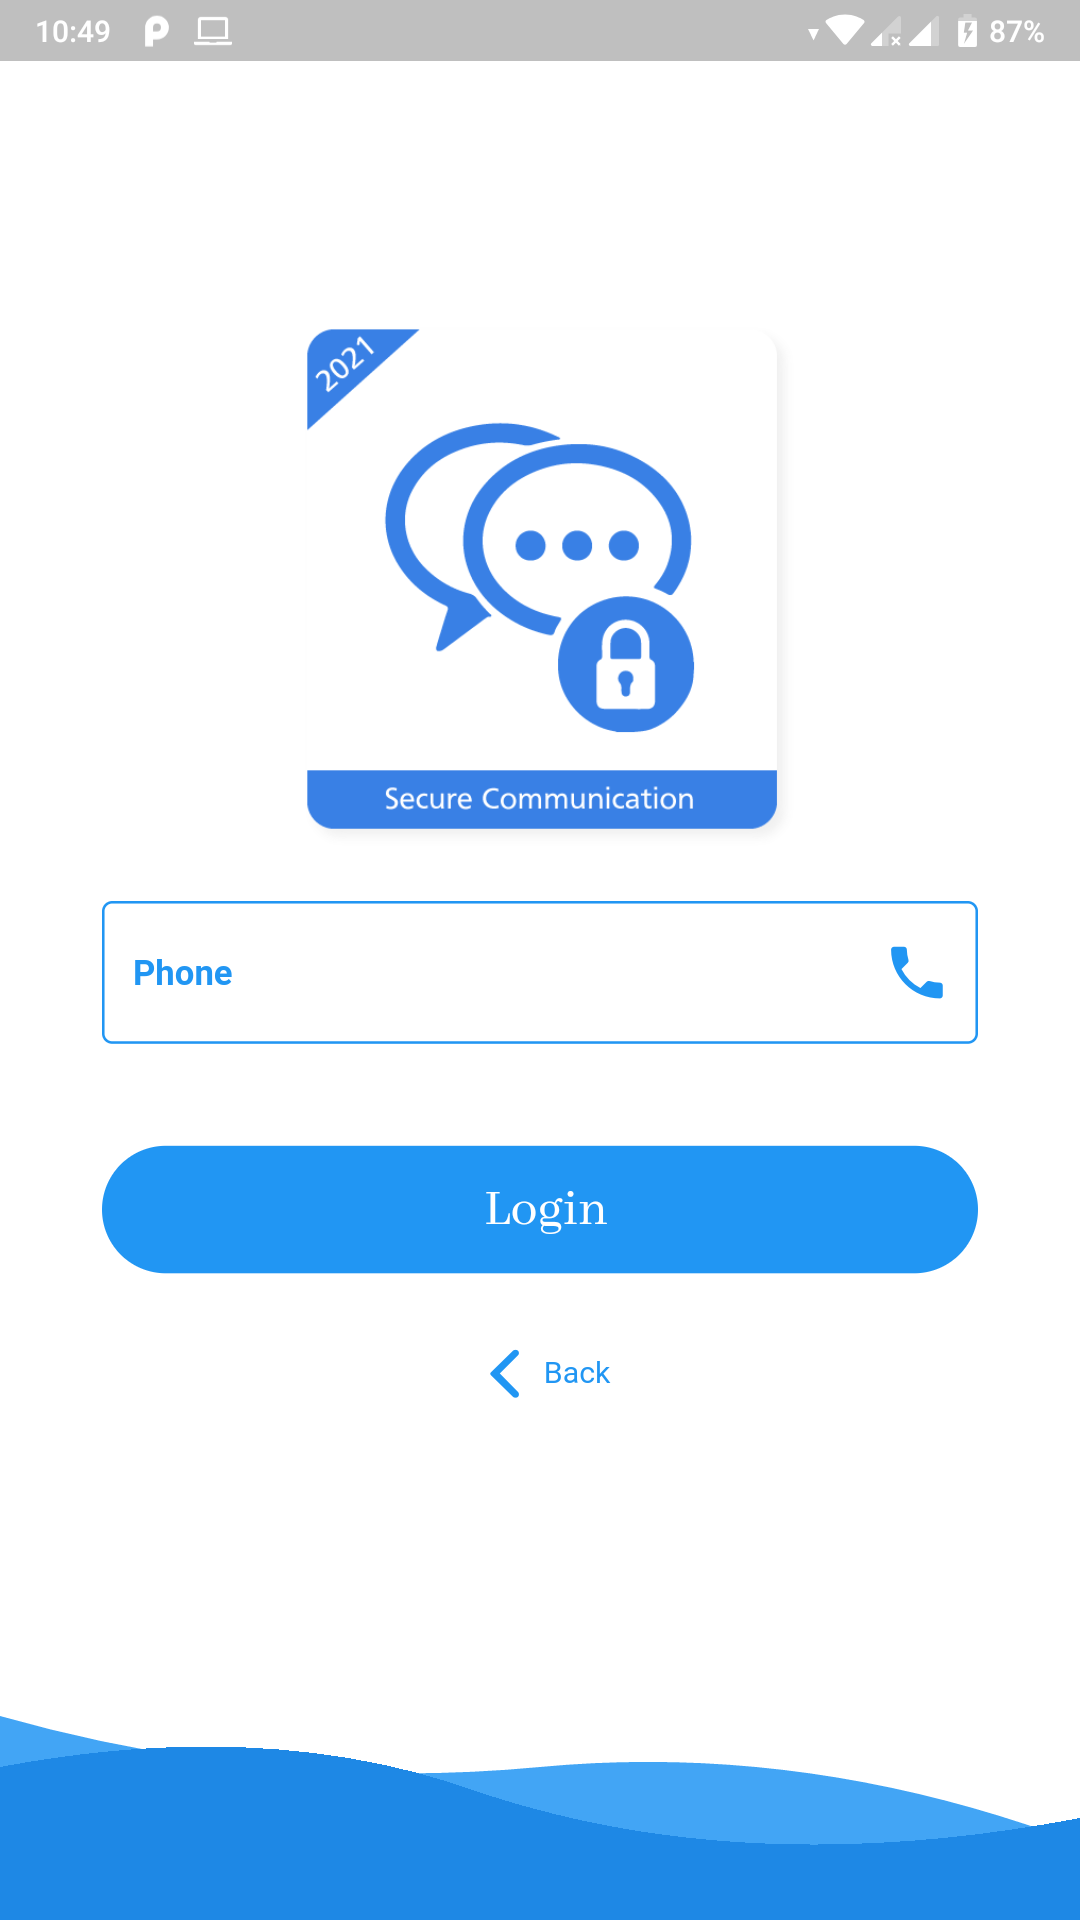 10:49
87%
2021
Secure Communication
Phone
Login
Back